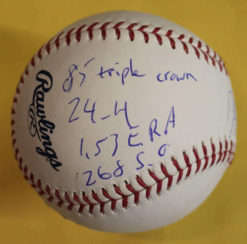 85 triple crown
24-4
1.53 ERA
268 S.O.
Rawlings